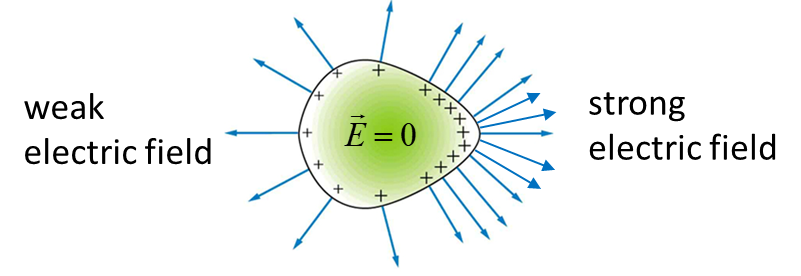 weak
electric field
E⃗ = 0
strong
electric field